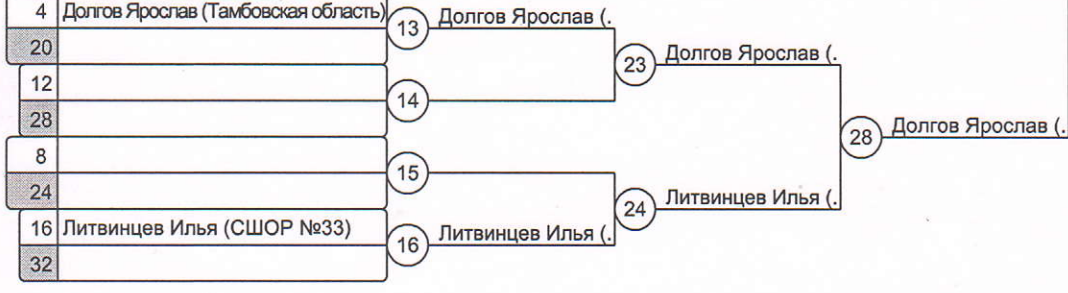 4 Долгов Ярослав (Тамбовская область)
20
12
28
8
24
16 Литвинцев Илья (СШОР №33)
32
13 Долгов Ярослав (.
14
15
16 Литвинцев Илья (.
23 Долгов Ярослав (.
24 Литвинцев Илья (.
28 Долгов Ярослав (.